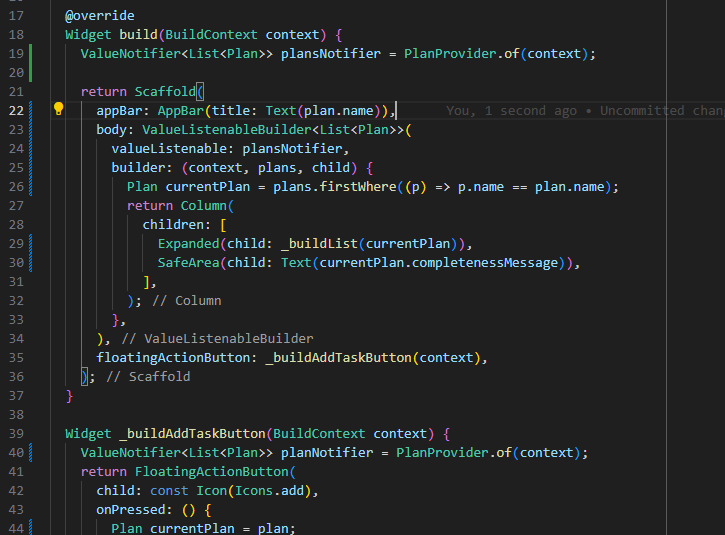 17 @override
18 Widget build(BuildContext context) {
19 ValueNotifier<List<Plan>> plansNotifier = PlanProvider.of(context);
20
21 return Scaffold(
22 appBar: AppBar(title: Text(plan.name)), You, 1 second ago • Uncommitted chan
23 body: ValueListenableBuilder<List<Plan>>(
24 valueListenable: plansNotifier,
25 builder: (context, plans, child) {
26 Plan currentPlan = plans.firstWhere((p) => p.name == plan.name);
27 return Column(
28 children: [
29 Expanded(child: _buildList(currentPlan)),
30 SafeArea(child: Text(currentPlan.completenessMessage)),
31 ],
32 ); // Column
33 },
34 ), // ValueListenableBuilder
35 floatingActionButton: _buildAddTaskButton(context),
36 ); // Scaffold
37 }
38
39 Widget _buildAddTaskButton(BuildContext context) {
40 ValueNotifier<List<Plan>> planNotifier = PlanProvider.of(context);
41 return FloatingActionButton(
42 child: const Icon(Icons.add),
43 onPressed: () {
44 Plan currentPlan = plan;